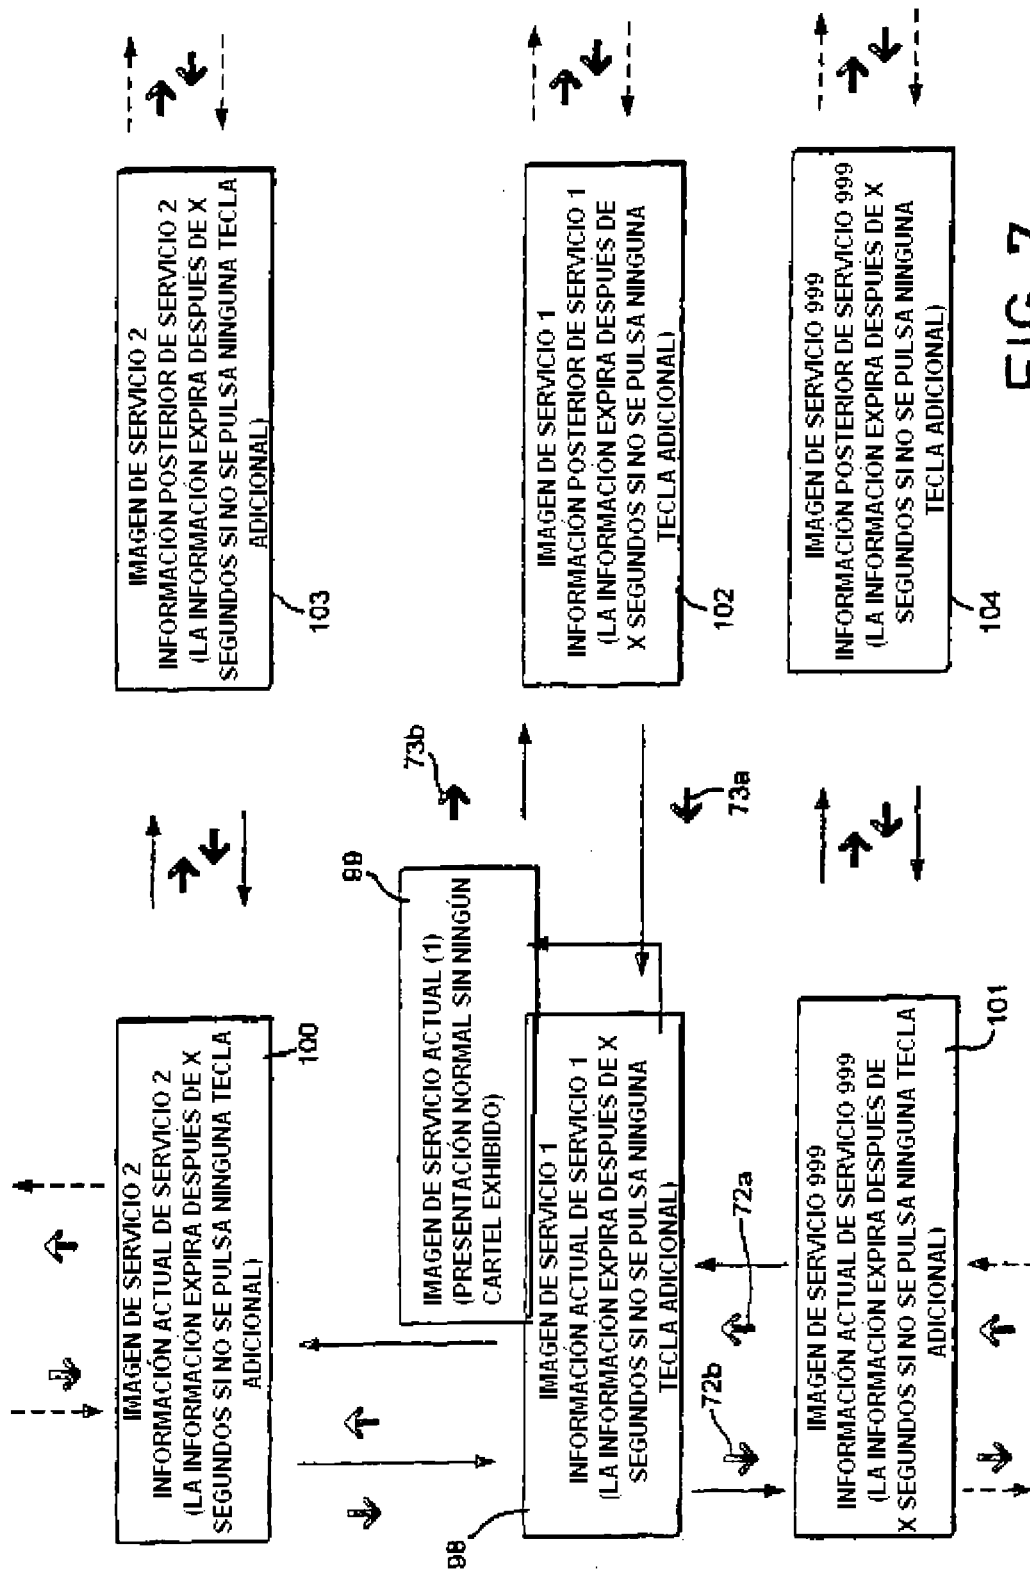 IMAGEN DE SERVICIO 2
INFORMACIÓN ACTUAL DE SERVICIO 2
(LA INFORMACIÓN EXPIRA DESPUÉS DE X
SEGUNDOS SI NO SE PULSA NINGUNA TECLA
ADICIONAL)
100
IMAGEN DE SERVICIO 2
INFORMACIÓN POSTERIOR DE SERVICIO 2
(LA INFORMACIÓN EXPIRA DESPUÉS DE X
SEGUNDOS SI NO SE PULSA NINGUNA TECLA
ADICIONAL)
103
IMAGEN DE SERVICIO ACTUAL (1)
(PRESENTACIÓN NORMAL SIN NINGÚN
CARTEL EXHIBIDO)
99
73b
98
IMAGEN DE SERVICIO 1
INFORMACIÓN ACTUAL DE SERVICIO 1
(LA INFORMACIÓN EXPIRA DESPUÉS DE X
SEGUNDOS SI NO SE PULSA NINGUNA
TECLA ADICIONAL)
IMAGEN DE SERVICIO 1
INFORMACIÓN POSTERIOR DE SERVICIO 1
(LA INFORMACIÓN EXPIRA DESPUÉS DE
X SEGUNDOS SI NO SE PULSA NINGUNA
TECLA ADICIONAL)
102
73a
72b
72a
IMAGEN DE SERVICIO 999
INFORMACIÓN ACTUAL DE SERVICIO 999
(LA INFORMACIÓN EXPIRA DESPUÉS DE
X SEGUNDOS SI NO SE PULSA NINGUNA TECLA
ADICIONAL)
101
IMAGEN DE SERVICIO 999
INFORMACIÓN POSTERIOR DE SERVICIO 999
(LA INFORMACIÓN EXPIRA DESPUÉS DE X
SEGUNDOS SI NO SE PULSA NINGUNA
TECLA ADICIONAL)
104
FIG 7